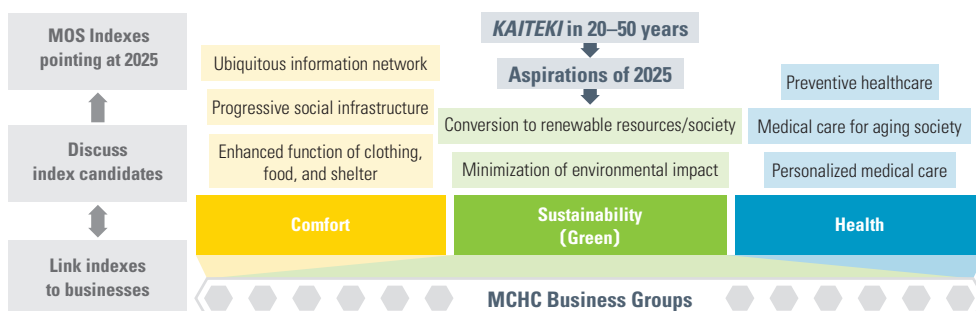 MOS Indexes
pointing at 2025
Discuss
index candidates
Link indexes
to businesses
KAITEKI in 20–50 years
Aspirations of 2025
Ubiquitous information network
Progressive social infrastructure
Enhanced function of clothing,
food, and shelter
Conversion to renewable resources/society
Minimization of environmental impact
Preventive healthcare
Medical care for aging society
Personalized medical care
Comfort
Sustainability
(Green)
Health
MCHC Business Groups